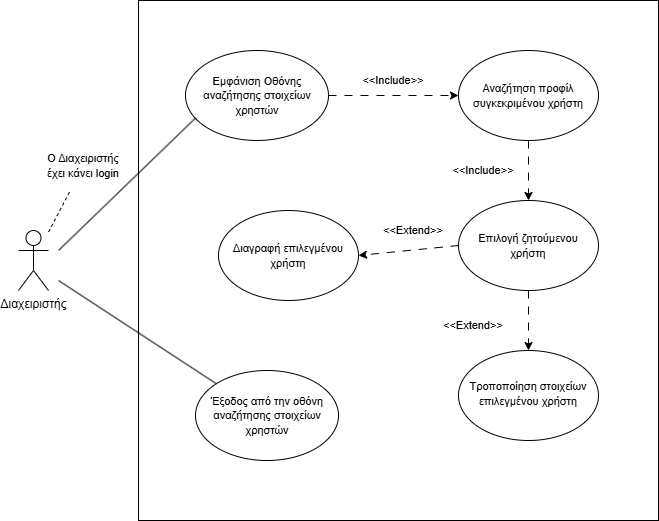 Εμφάνιση Οθόνης
αναζήτησης στοιχείων
χρηστών
<<Include>>
Αναζήτηση προφίλ
συγκεκριμένου χρήστη
Ο Διαχειριστής
έχει κάνει login
<<Include>>
Διαγραφή επιλεγμένου
χρήστη
<<Extend>>
Επιλογή ζητούμενου
χρήστη
Διαχειριστής
<<Extend>>
Έξοδος από την οθόνη
αναζήτησης στοιχείων
χρηστών
Τροποποίηση στοιχείων
επιλεγμένου χρήστη